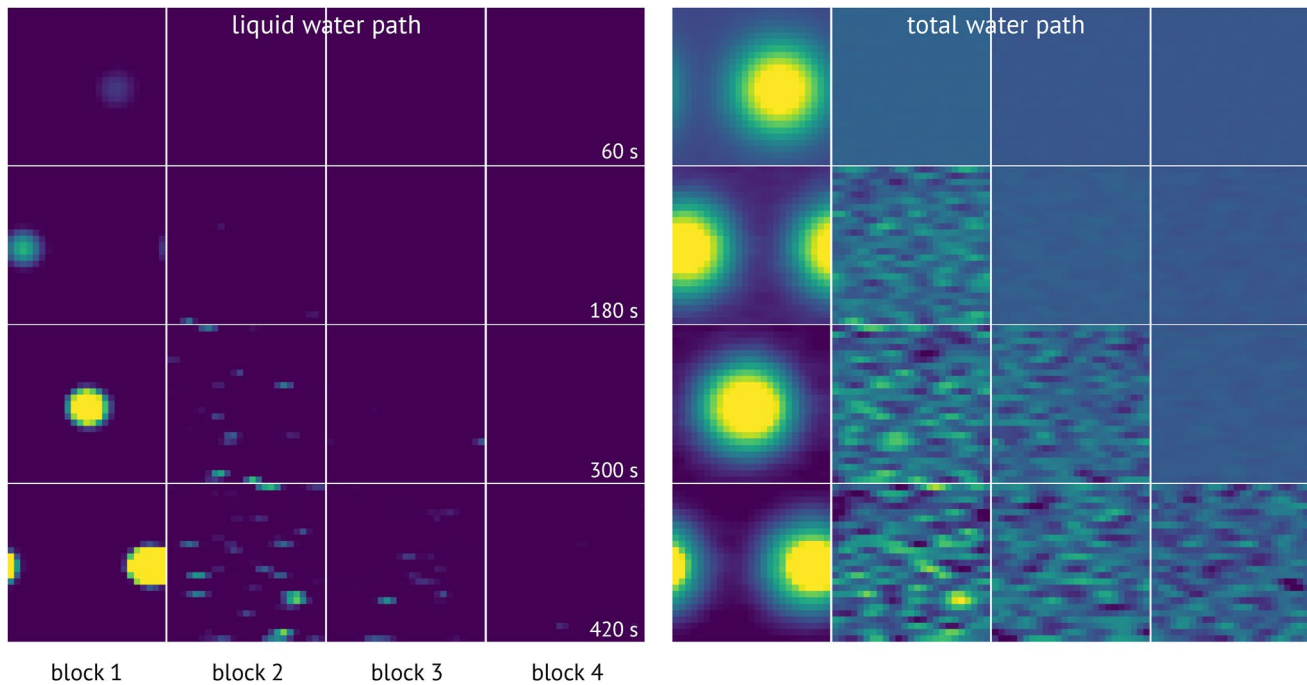 liquid water path
total water path
60 s
180 s
300 s
420 s
block 1
block 2
block 3
block 4